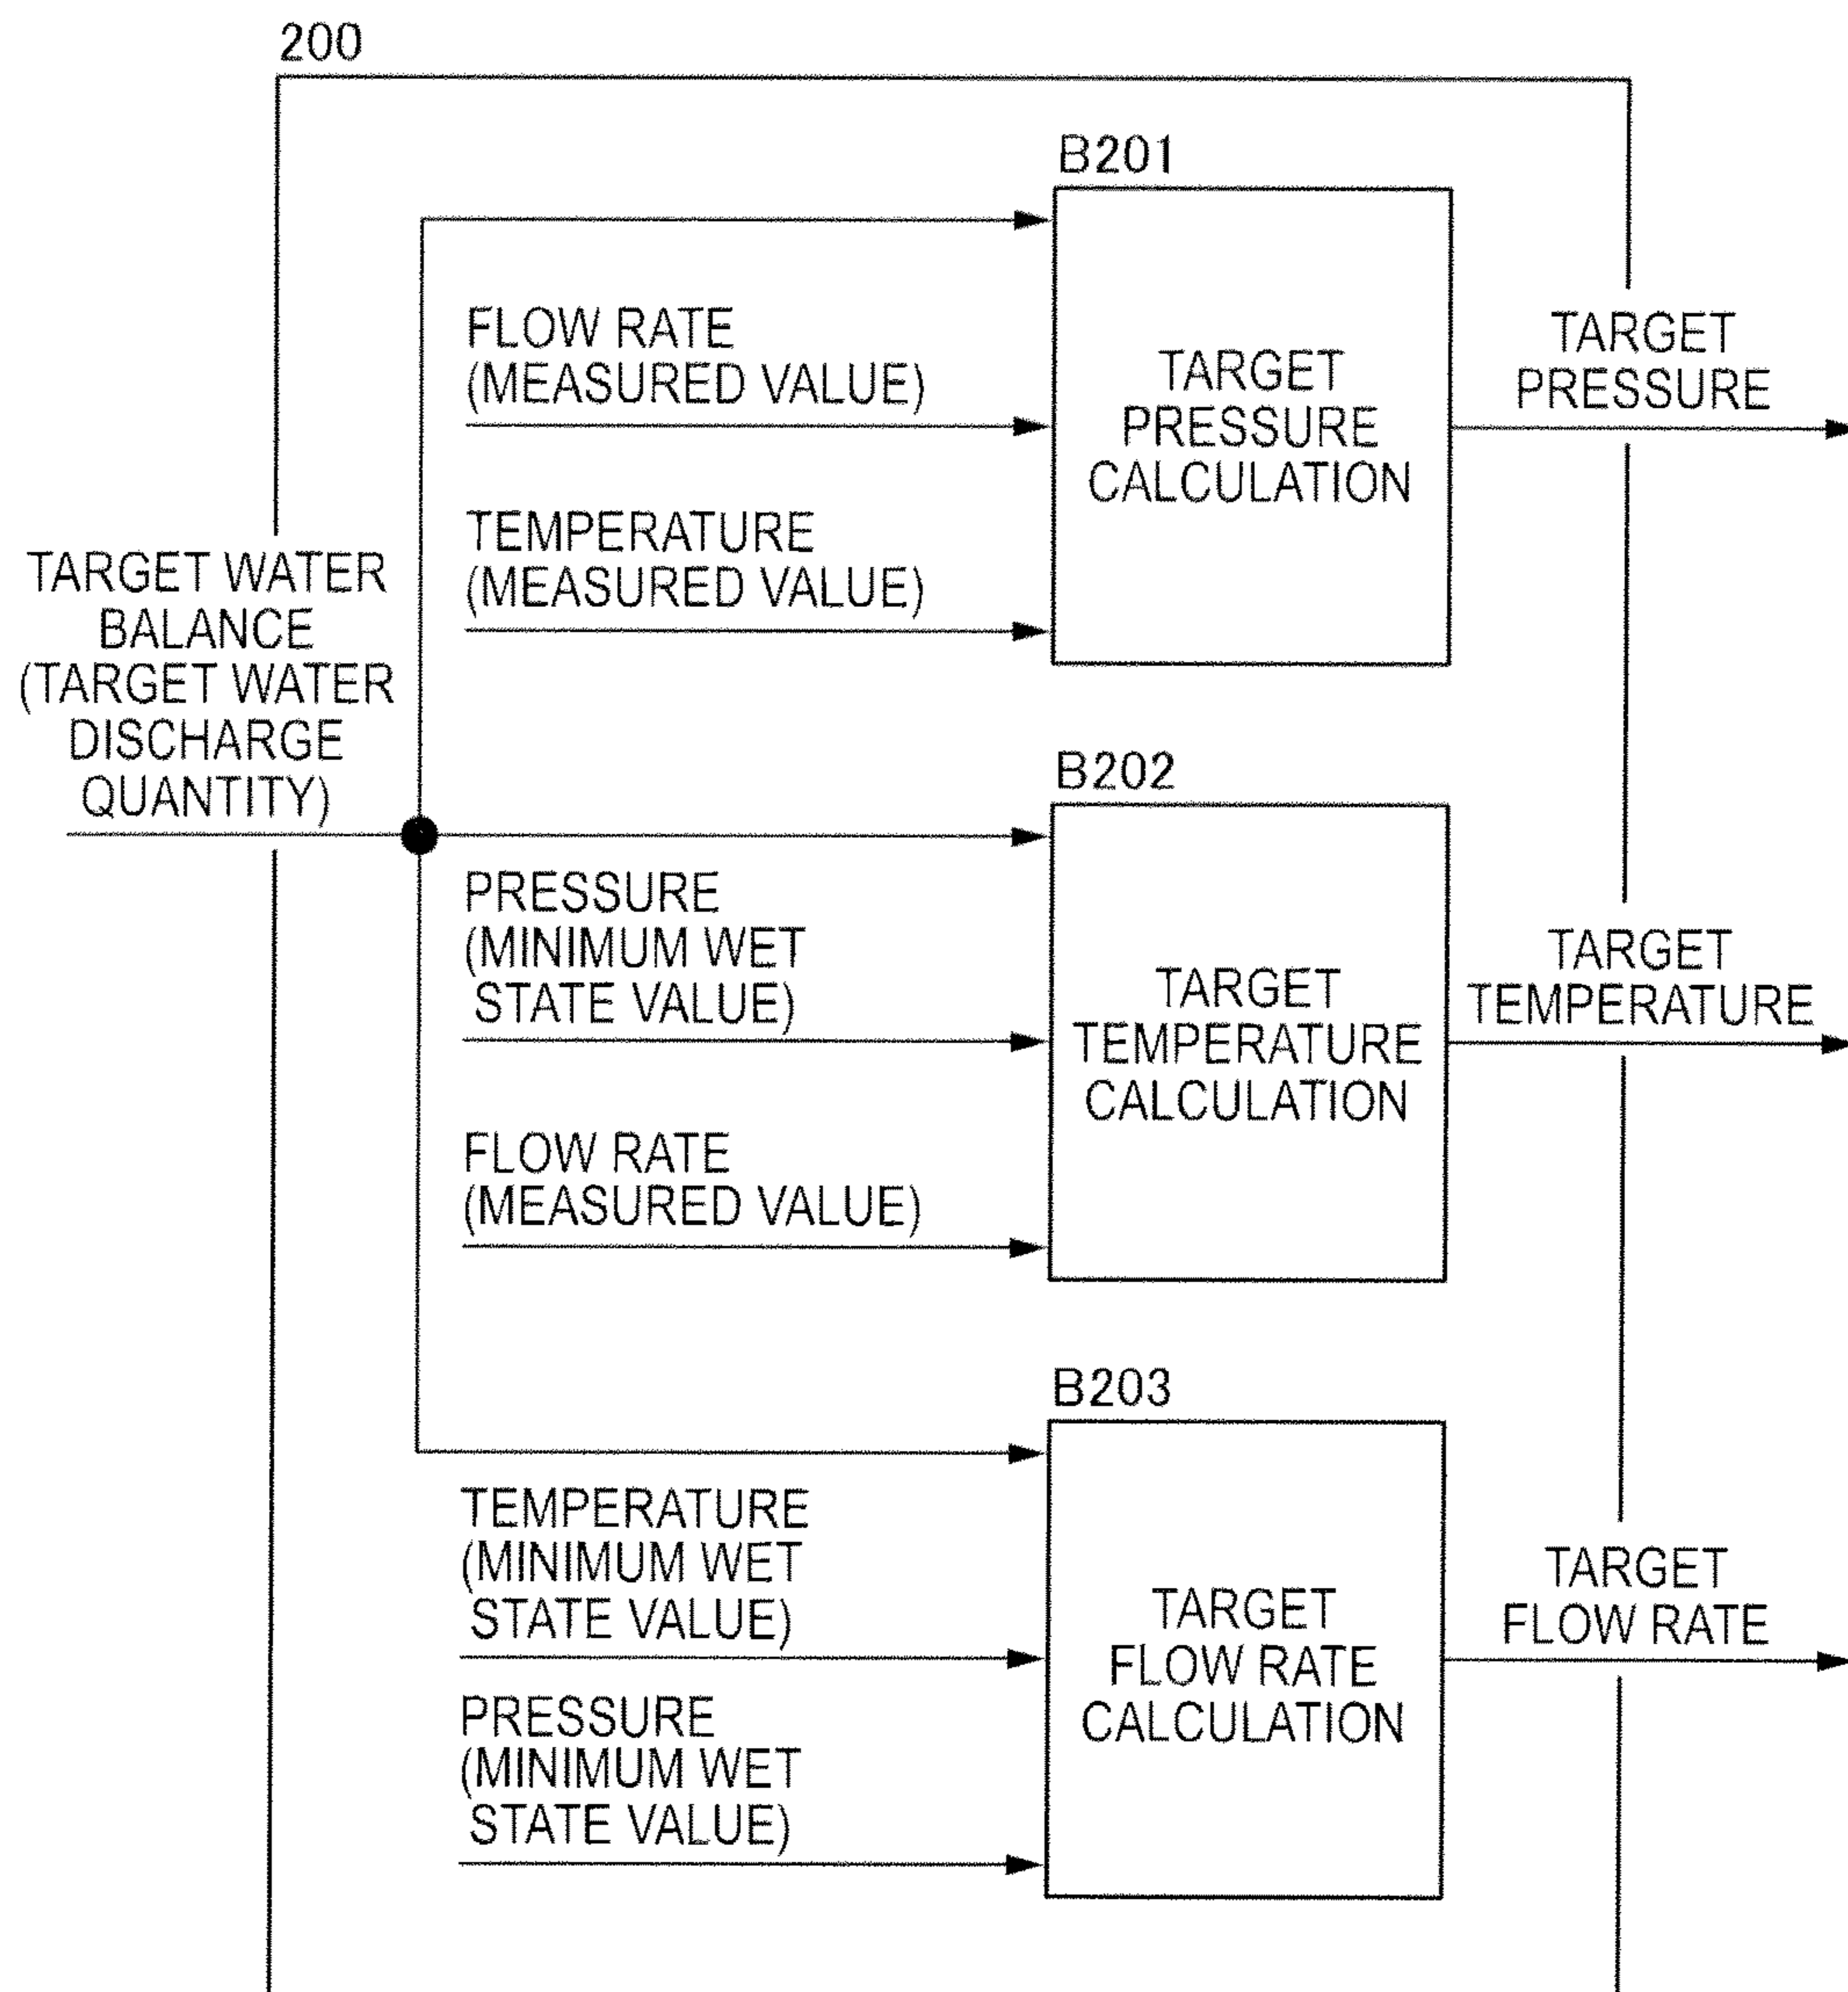 200
B201
FLOW RATE
(MEASURED VALUE)
TEMPERATURE
(MEASURED VALUE)
TARGET
PRESSURE
CALCULATION
TARGET
PRESSURE
TARGET WATER
BALANCE
(TARGET WATER
DISCHARGE
QUANTITY)
B202
PRESSURE
(MINIMUM WET
STATE VALUE)
FLOW RATE
(MEASURED VALUE)
TARGET
TEMPERATURE
CALCULATION
TARGET
TEMPERATURE
B203
TEMPERATURE
(MINIMUM WET
STATE VALUE)
PRESSURE
(MINIMUM WET
STATE VALUE)
TARGET
FLOW RATE
CALCULATION
TARGET
FLOW RATE